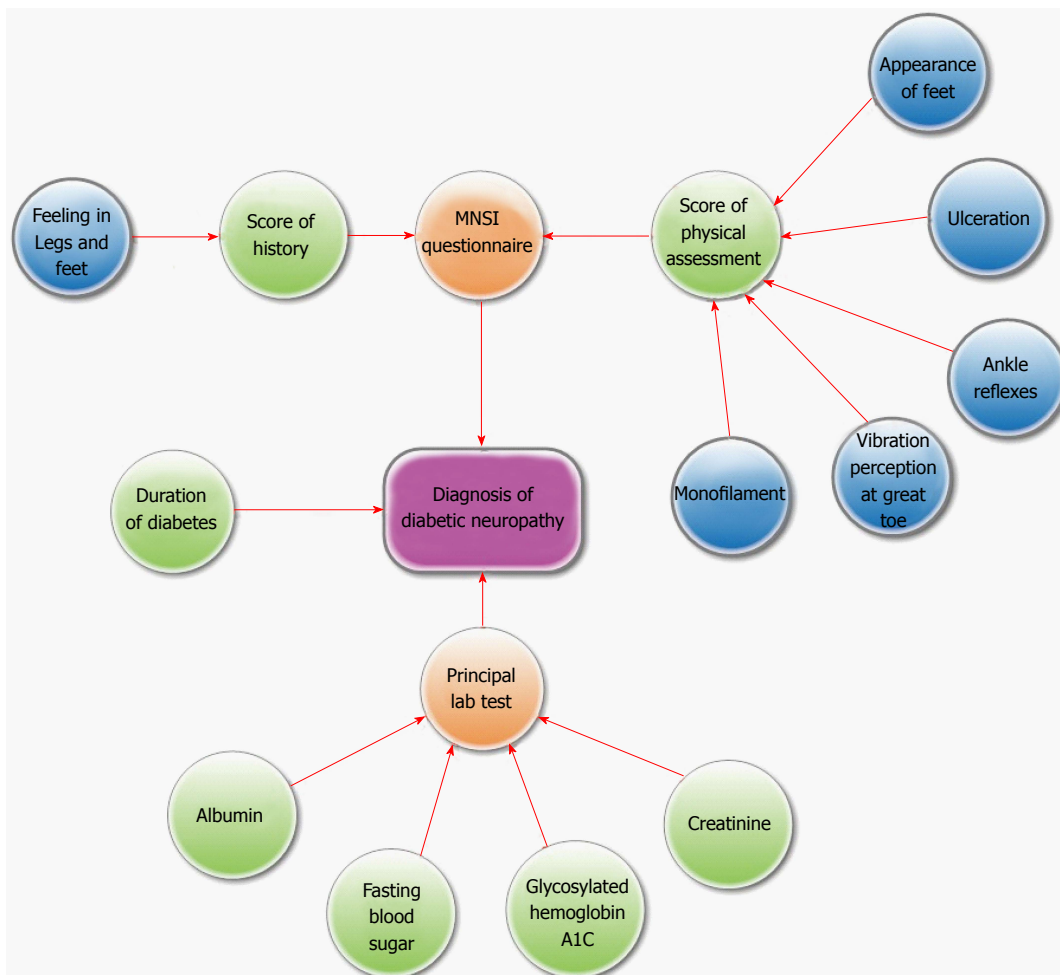 Appearance
of feet
Feeling in
Legs and
feet
Score of
history
MNSI
questionnaire
Score of
physical
assessment
Ulceration
Ankle
reflexes
Vibration
perception
at great
toe
Monofilament
Duration
of diabetes
Diagnosis of
diabetic neuropathy
Principal
lab test
Albumin
Creatinine
Fasting
blood
sugar
Glycosylated
hemoglobin
A1C